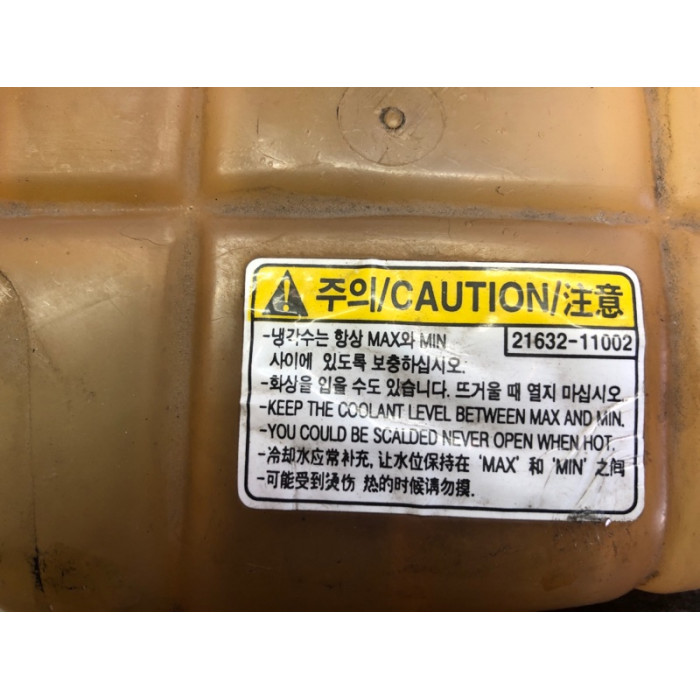 주의/CAUTION/注意
-냉각수는 항상 MAX와 MIN
21632-11002
사이에 있도록 보충하십시오.
-화상을 입을 수도 있습니다. 뜨거울 때 열지 마십시오
-KEEP THE COOLANT LEVEL BETWEEN MAX AND MIN.
-YOU COULD BE SCALDED NEVER OPEN WHEN HOT.
-冷却水应常补充, 让水位保持在 'MAX' 和 'MIN' 之间
-可能受到烫伤 热的时候请勿摸.